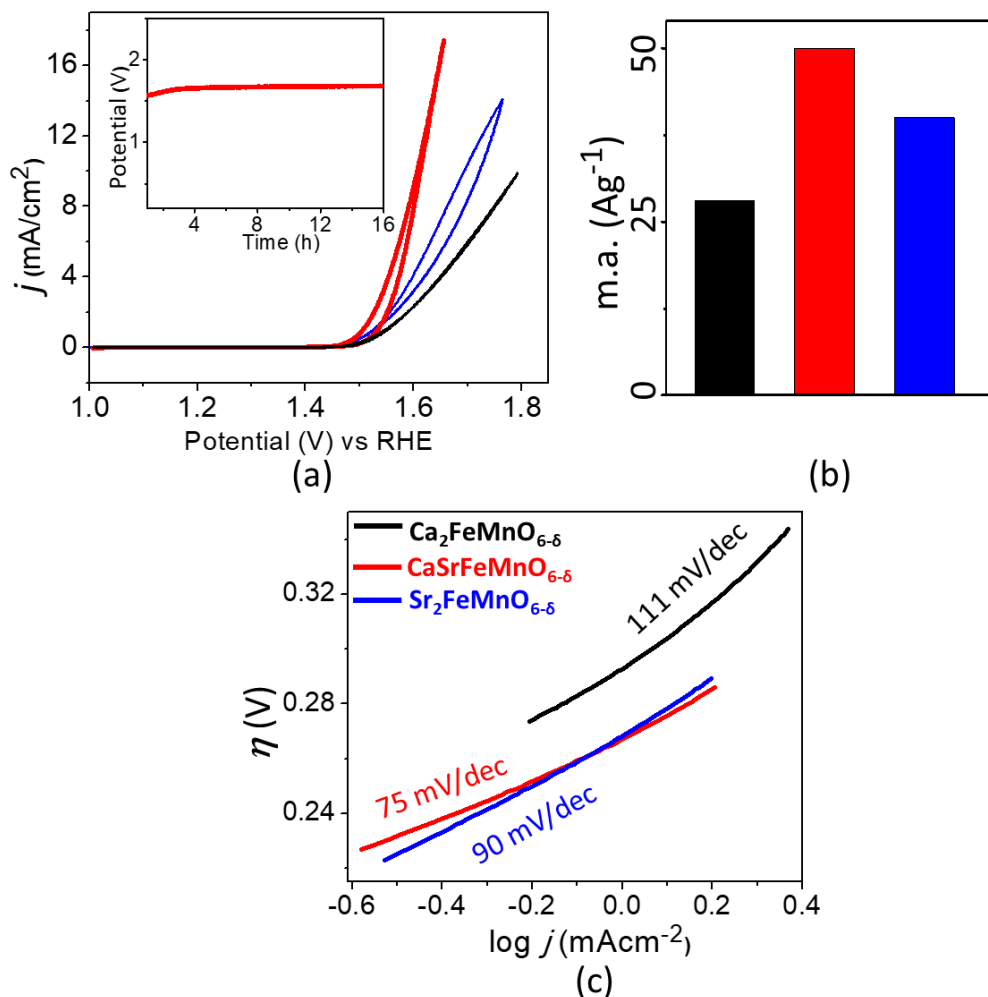 j (mA/cm²)
16
12
8
4
0
1.0 1.2 1.4 1.6 1.8
Potential (V) vs RHE
(a)
Potential (V)
2
1
4 8 12 16
Time (h)
m.a. (Ag⁻¹)
50
25
0
(b)
Ca₂FeMnO₆₋δ
CaSrFeMnO₆₋δ
Sr₂FeMnO₆₋δ
111 mV/dec
75 mV/dec
90 mV/dec
η (V)
0.32
0.28
0.24
-0.6 -0.4 -0.2 0.0 0.2 0.4
log j (mAcm⁻²)
(c)